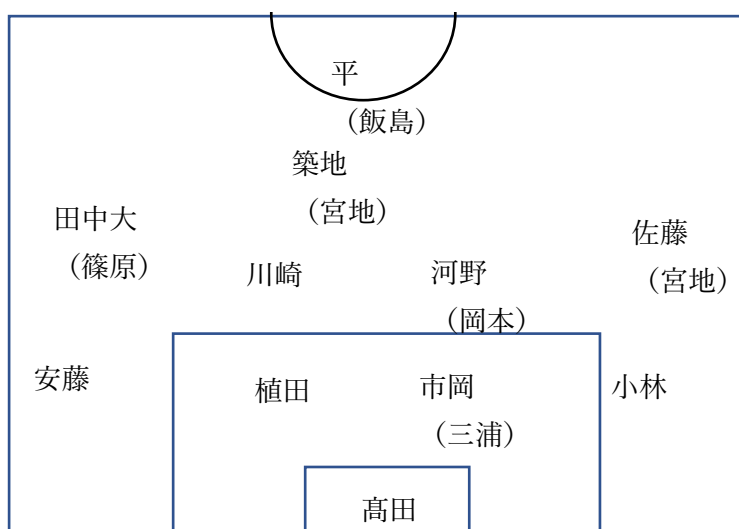 平
（飯島）
築地
（宮地）
田中大
（篠原）
佐藤
（宮地）
川崎
河野
（岡本）
安藤
植田
市岡
（三浦）
小林
髙田